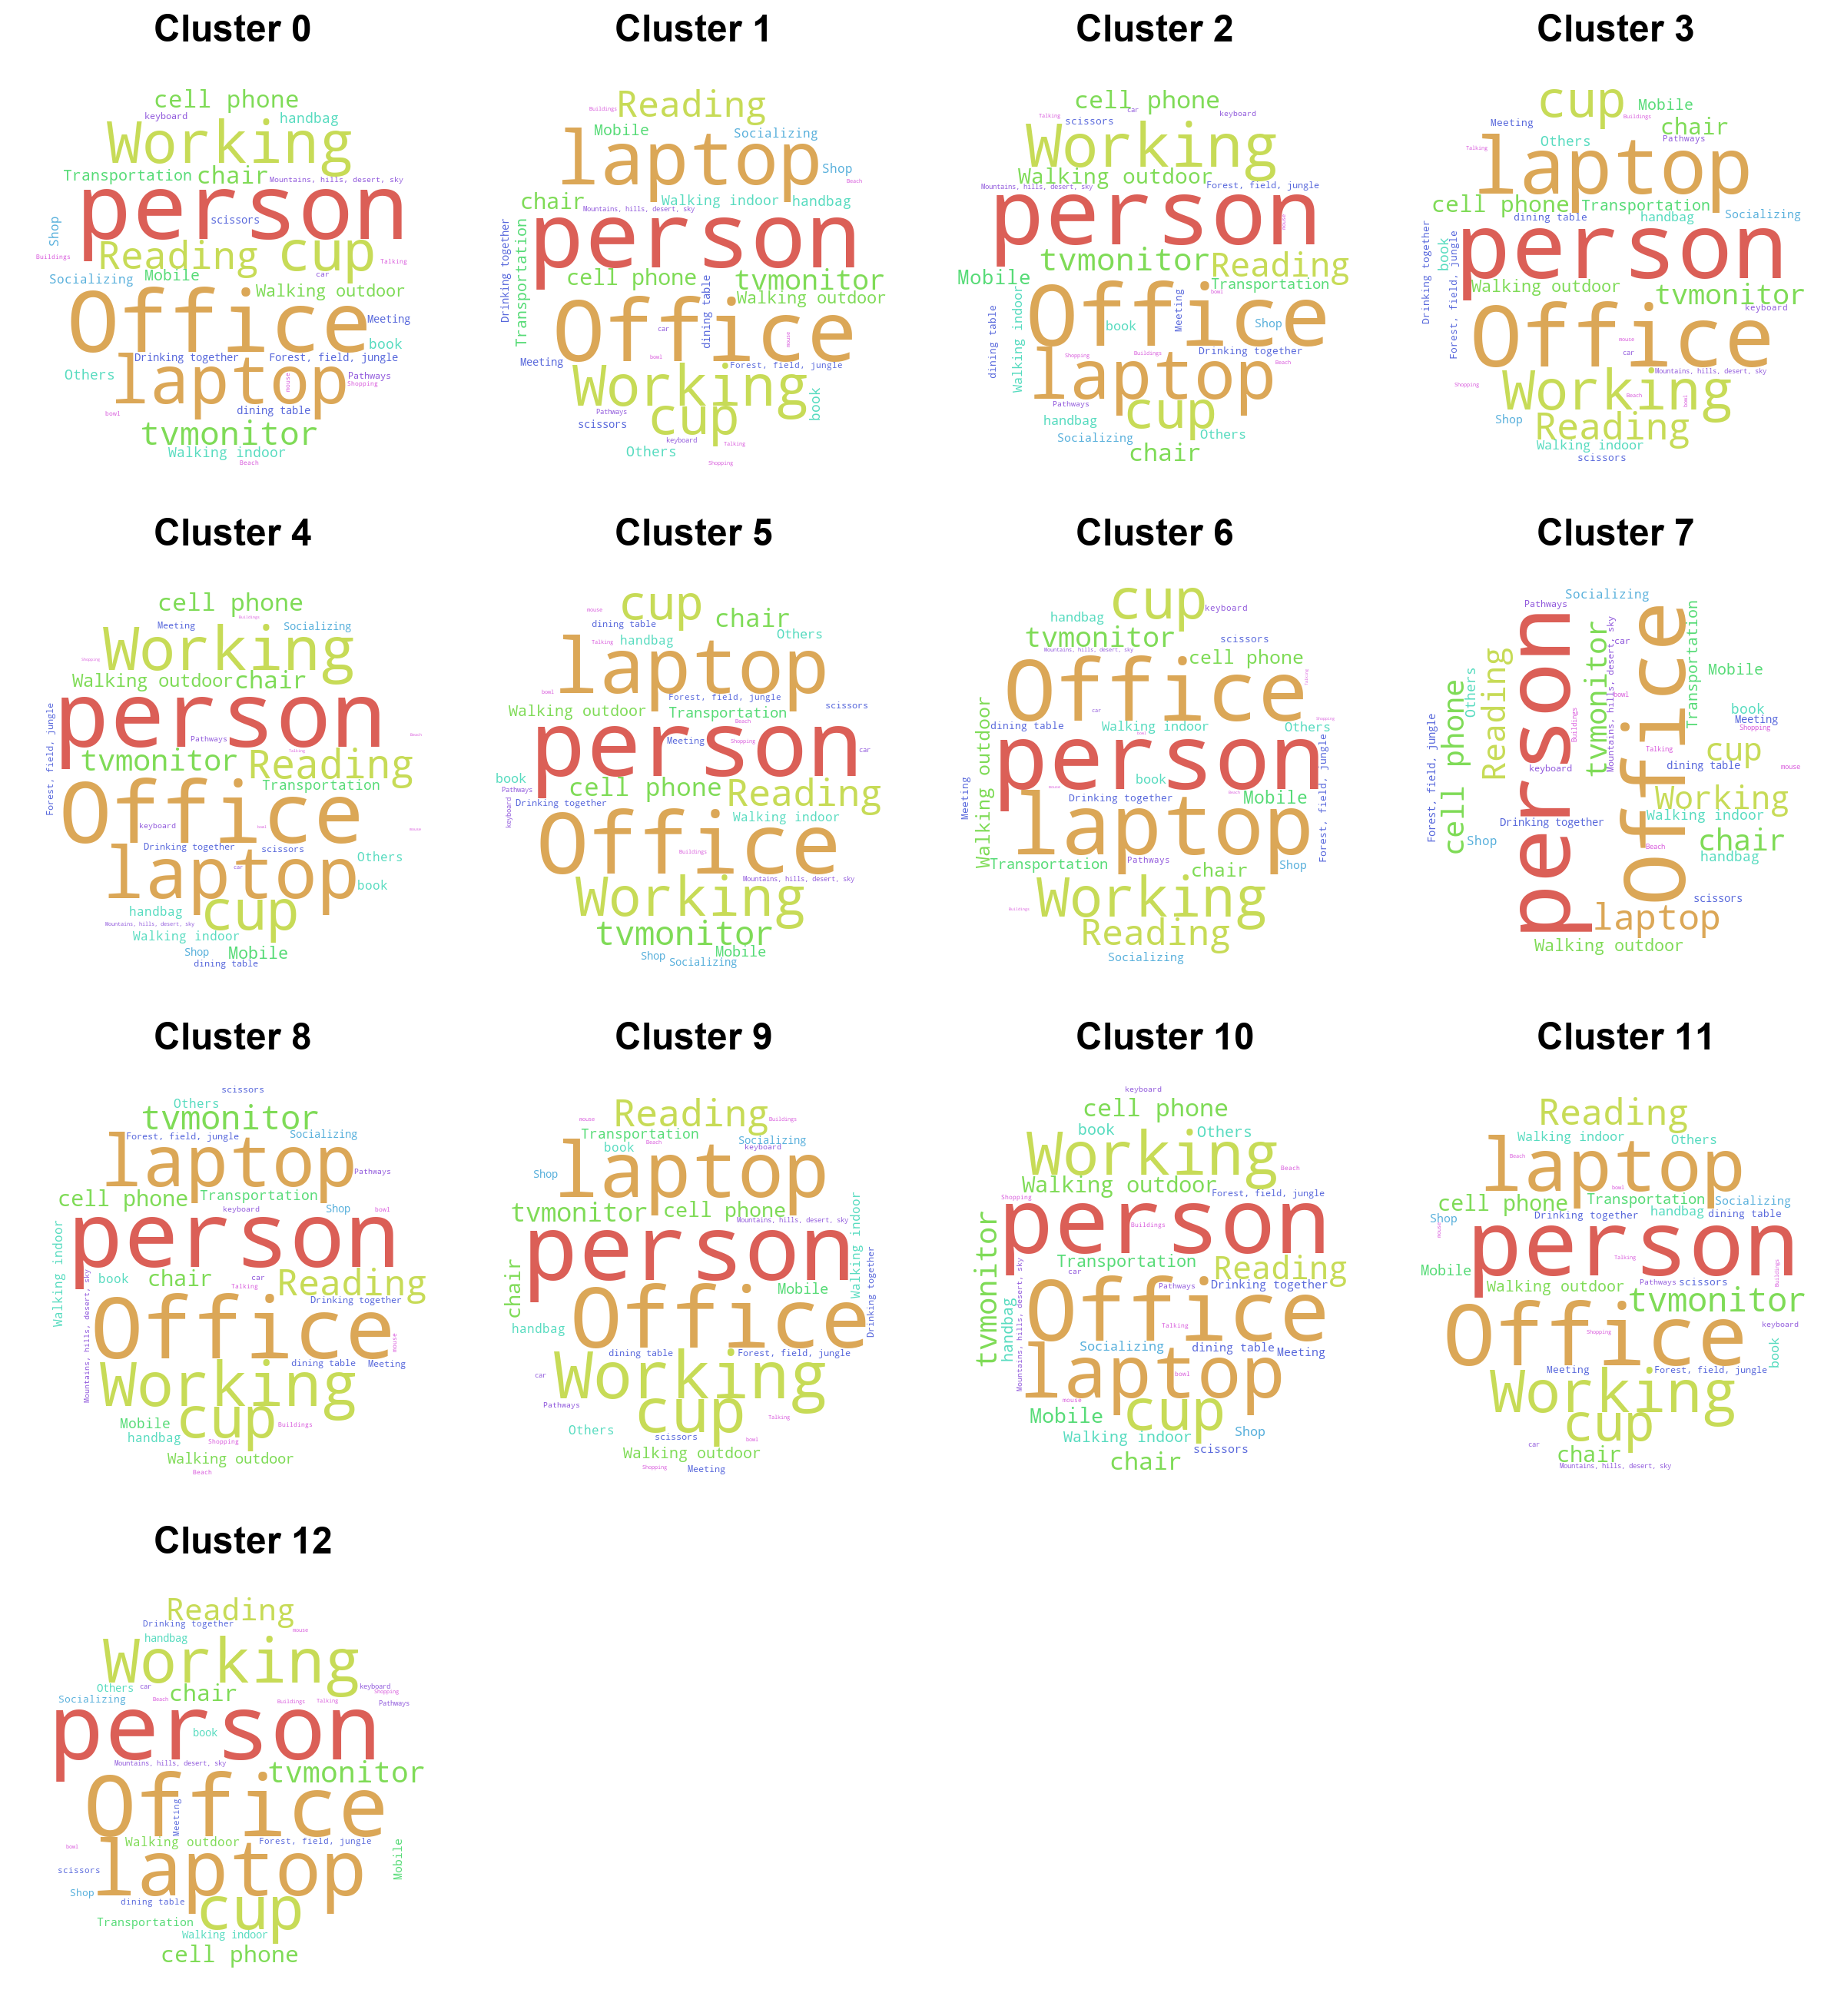 Cluster 0
cell phone
keyboard
handbag
Working
Transportation
chair
Mountains, hills, desert, sky
person
scissors
Shop
Buildings
Reading
cup
Talking
Socializing
Mobile
car
Walking outdoor
Office
Meeting
book
Drinking together
Forest, field, jungle
Others
laptop
mouse
Pathways
Shopping
bowl
dining table
tvmonitor
Walking indoor
Beach
Cluster 1
Buildings
Reading
Mobile
Socializing
laptop
Shop
Beach
chair
Walking indoor
handbag
Mountains, hills, desert, sky
person
Drinking together
Transportation
cell phone
tvmonitor
dining table
Walking outdoor
Office
car
mouse
bowl
Meeting
Forest, field, jungle
Working
book
Pathways
cup
scissors
keyboard
Talking
Others
Shopping
Cluster 2
cell phone
car
Talking
scissors
keyboard
Working
Walking outdoor
Mountains, hills, desert, sky
Forest, field, jungle
person
mouse
tvmonitor
Reading
Mobile
Transportation
Walking indoor
dining table
Office
Meeting
bowl
book
Shop
Shopping
Buildings
Drinking together
Beach
laptop
Pathways
cup
handbag
Socializing
Others
chair
Cluster 3
cup
Mobile
Buildings
Meeting
chair
Talking
Others
Pathways
laptop
cell phone
Transportation
dining table
handbag
Socializing
Drinking together
Forest, field, jungle
book
person
Walking outdoor
tvmonitor
keyboard
Office
mouse
car
Mountains, hills, desert, sky
Shopping
Working
Beach
bowl
Shop
Reading
Walking indoor
scissors
Cluster 4
cell phone
Buildings
Meeting
Socializing
Working
Shopping
Walking outdoor
chair
person
Forest, field, jungle
Pathways
Beach
Talking
tvmonitor
Reading
Transportation
Office
keyboard
bowl
mouse
Drinking together
scissors
Others
laptop
car
book
handbag
cup
Mountains, hills, desert, sky
Walking indoor
Shop
Mobile
dining table
Cluster 5
mouse
cup
chair
dining table
Talking
handbag
Others
laptop
bowl
Forest, field, jungle
scissors
Walking outdoor
Transportation
Beach
person
Meeting
Shopping
car
book
Pathways
cell phone
Reading
Drinking together
keyboard
Walking indoor
Office
Buildings
Mountains, hills, desert, sky
Working
tvmonitor
Shop
Mobile
Socializing
Cluster 6
cup
keyboard
handbag
tvmonitor
scissors
Mountains, hills, desert, sky
cell phone
Talking
Office
Walking outdoor
car
Shopping
dining table
Walking indoor
Others
bowl
person
Forest, field, jungle
Meeting
book
mouse
Beach
Drinking together
Mobile
laptop
Transportation
Pathways
Shop
chair
Working
Buildings
Reading
Socializing
Cluster 7
Socializing
Pathways
person
Office
Transportation
Mountains, hills, desert, sky
tvmonitor
car
Reading
Others
Mobile
cell phone
bowl
book
Meeting
Shopping
Buildings
Forest, field, jungle
Talking
cup
keyboard
dining table
mouse
Working
Walking indoor
Drinking together
Shop
chair
Beach
handbag
scissors
laptop
Walking outdoor
Cluster 8
scissors
Others
tvmonitor
Forest, field, jungle
Socializing
laptop
Pathways
cell phone
Transportation
keyboard
Shop
bowl
person
Walking indoor
Mountains, hills, desert, sky
book
chair
car
Talking
Reading
Drinking together
Office
mouse
dining table
Meeting
Working
cup
Mobile
Buildings
handbag
Shopping
Walking outdoor
Beach
Cluster 9
Reading
mouse
Buildings
Transportation
Beach
Socializing
book
keyboard
laptop
Shop
tvmonitor
cell phone
Walking indoor
Mountains, hills, desert, sky
person
Drinking together
chair
Mobile
handbag
Office
dining table
Forest, field, jungle
Working
car
Pathways
cup
Talking
Others
scissors
bowl
Walking outdoor
Shopping
Meeting
Cluster 10
keyboard
cell phone
book
Others
Working
Beach
Walking outdoor
Forest, field, jungle
Shopping
person
Buildings
tvmonitor
Mountains, hills, desert, sky
Transportation
Reading
car
Pathways
Drinking together
handbag
Office
Talking
Socializing
dining table
Meeting
laptop
bowl
mouse
Mobile
cup
Walking indoor
Shop
scissors
chair
Cluster 11
Reading
Walking indoor
Others
laptop
Beach
bowl
cell phone
Transportation
Socializing
handbag
Shop
mouse
Drinking together
dining table
person
Talking
Buildings
Mobile
Walking outdoor
Pathways
scissors
tvmonitor
Office
Shopping
keyboard
book
Meeting
Forest, field, jungle
Working
cup
car
chair
Mountains, hills, desert, sky
Cluster 12
Reading
Drinking together
handbag
mouse
Working
Others
car
keyboard
Shopping
Socializing
Beach
chair
Buildings
Talking
Pathways
person
book
Mountains, hills, desert, sky
tvmonitor
Office
Meeting
Walking outdoor
Forest, field, jungle
bowl
Mobile
laptop
scissors
Shop
dining table
cup
Transportation
Walking indoor
cell phone